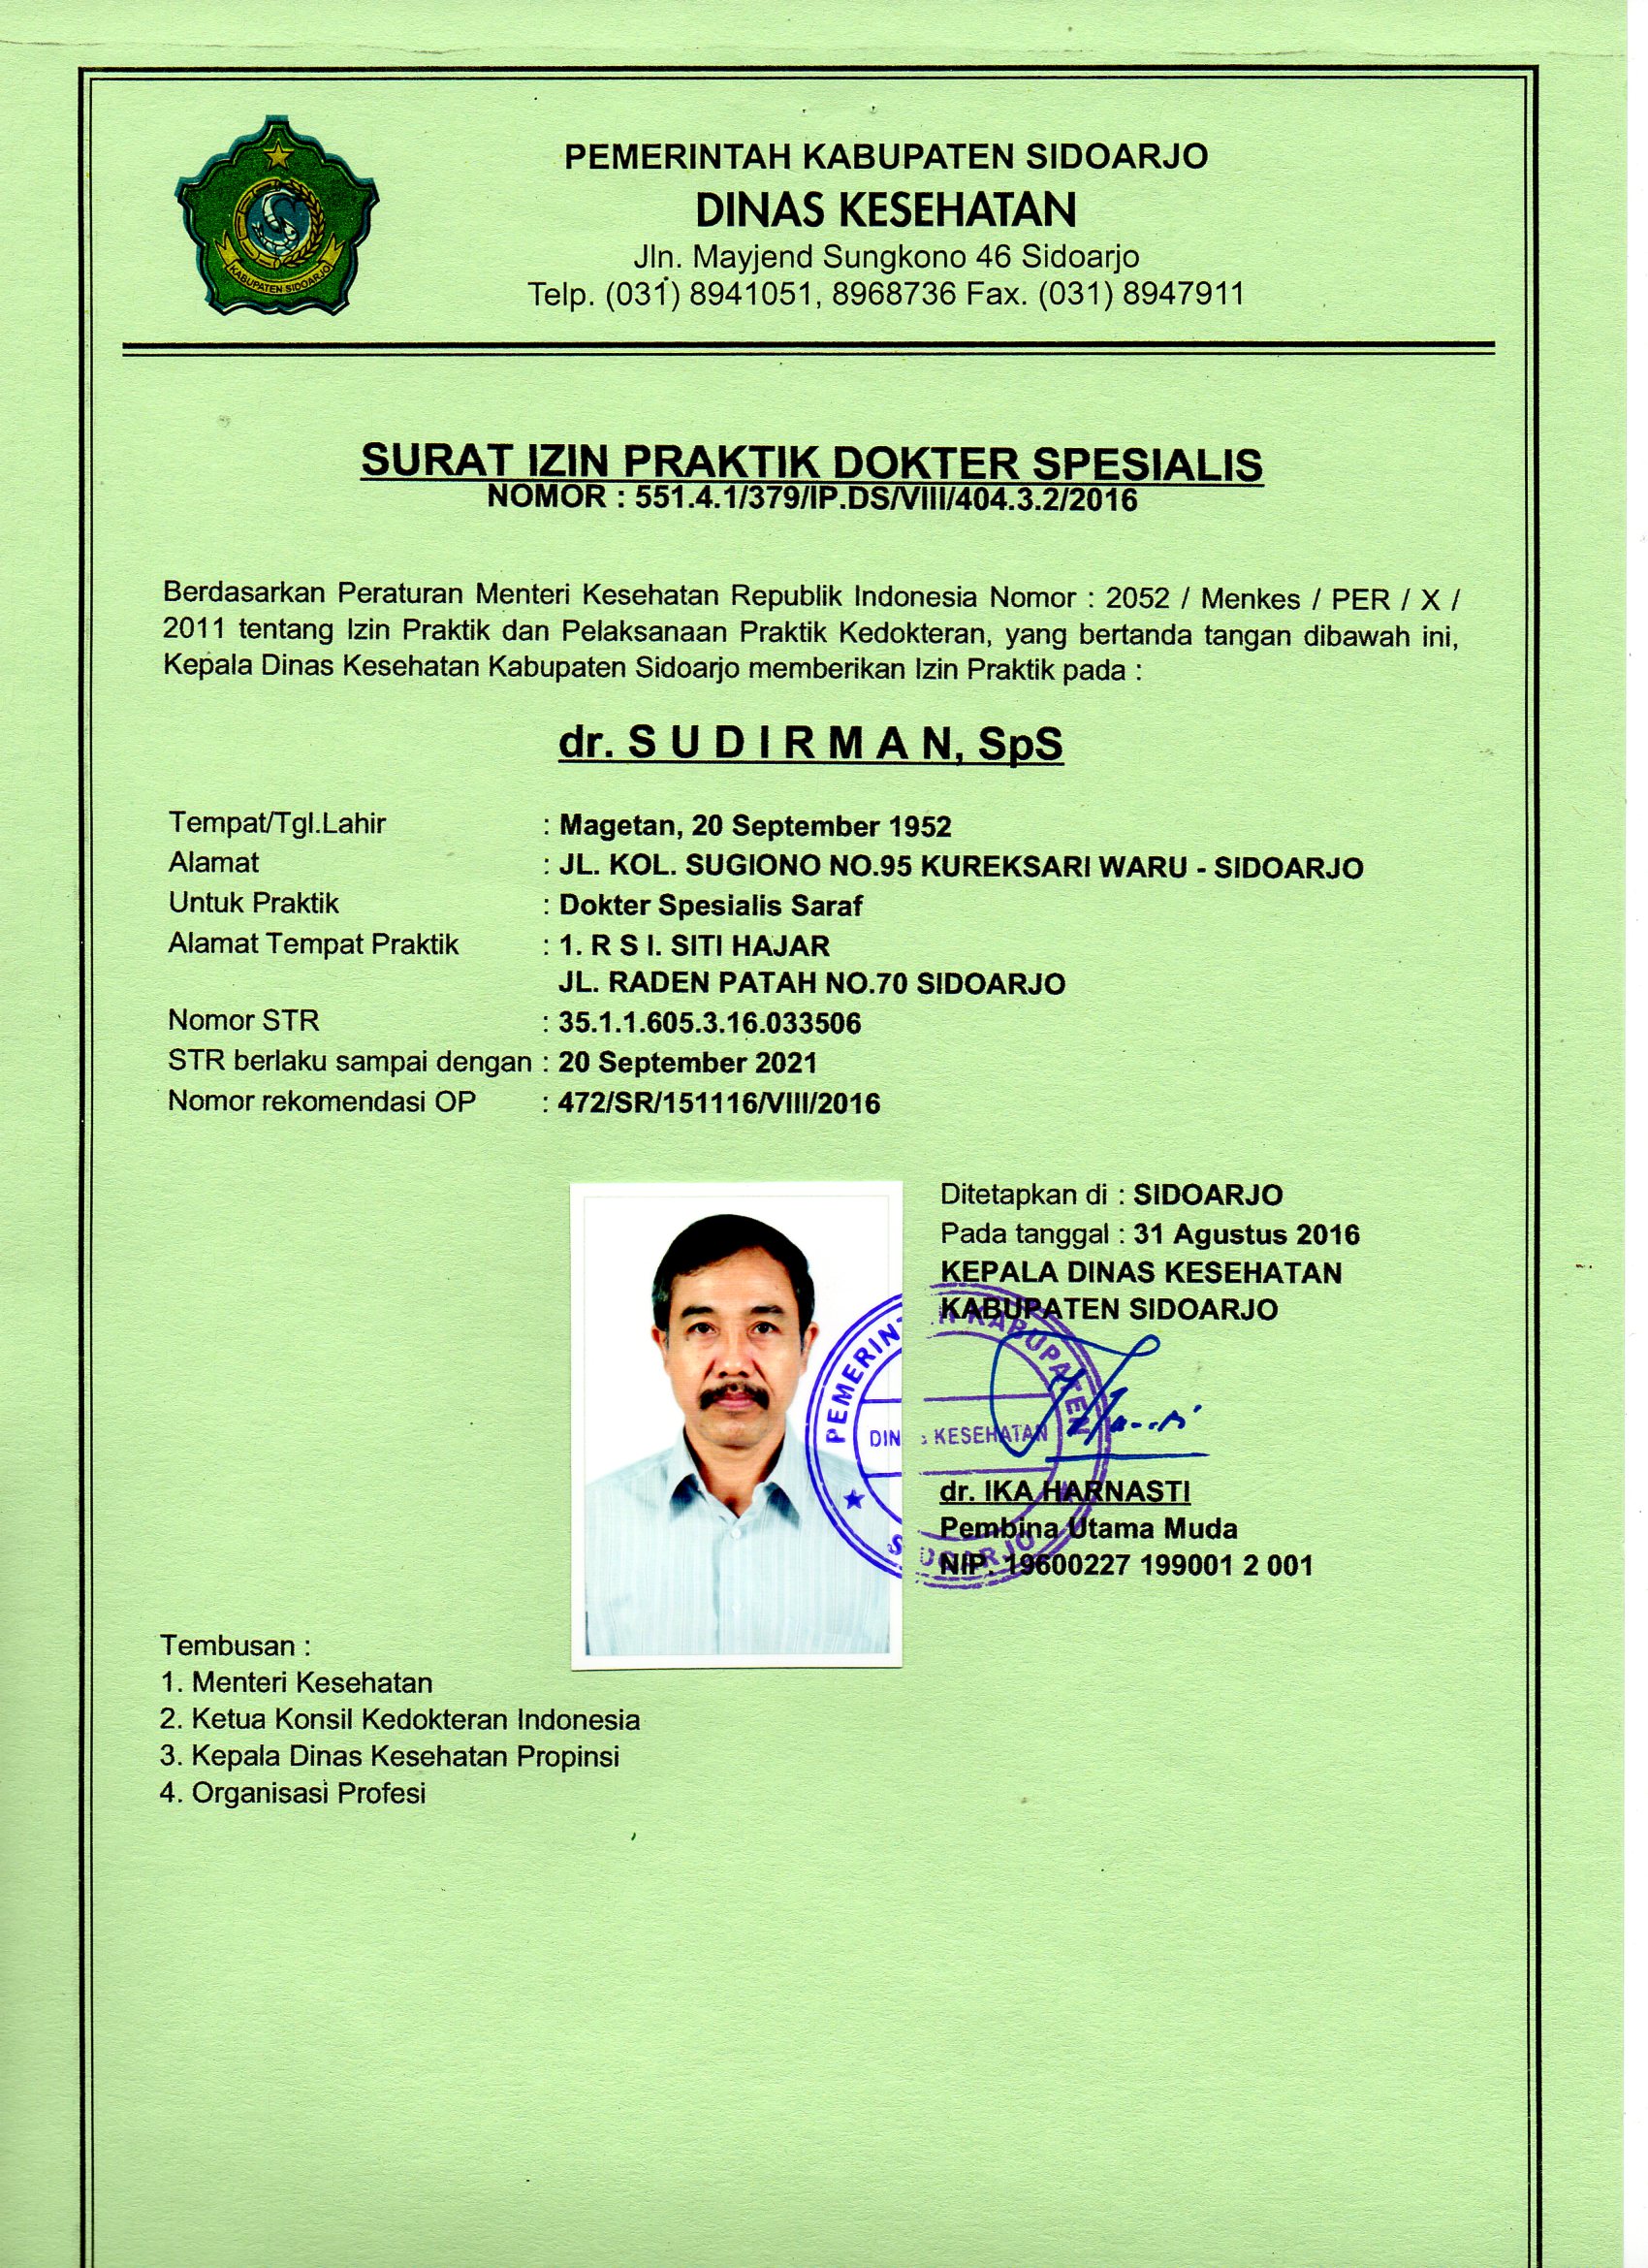 PEMERINTAH KABUPATEN SIDOARJO
DINAS KESEHATAN
Jln. Mayjend Sungkono 46 Sidoarjo
Telp. (031) 8941051, 8968736 Fax. (031) 8947911
KABUPATEN SIDOARJO
SURAT IZIN PRAKTIK DOKTER SPESIALIS
NOMOR : 551.4.1/379/IP.DS/VIII/404.3.2/2016
Berdasarkan Peraturan Menteri Kesehatan Republik Indonesia Nomor : 2052 / Menkes / PER / X /
2011 tentang Izin Praktik dan Pelaksanaan Praktik Kedokteran, yang bertanda tangan dibawah ini,
Kepala Dinas Kesehatan Kabupaten Sidoarjo memberikan Izin Praktik pada :
dr. S U D I R M A N, SpS
Tempat/Tgl.Lahir : Magetan, 20 September 1952
Alamat : JL. KOL. SUGIONO NO.95 KUREKSARI WARU - SIDOARJO
Untuk Praktik : Dokter Spesialis Saraf
Alamat Tempat Praktik : 1. R S I. SITI HAJAR
JL. RADEN PATAH NO.70 SIDOARJO
Nomor STR : 35.1.1.605.3.16.033506
STR berlaku sampai dengan : 20 September 2021
Nomor rekomendasi OP : 472/SR/151116/VIII/2016
Ditetapkan di : SIDOARJO
Pada tanggal : 31 Agustus 2016
KEPALA DINAS KESEHATAN
KABUPATEN SIDOARJO
PEMERINT H KABUPATEN
DIN S KESEHATAN
S DOARJO
dr. IKA HARNASTI
Pembina Utama Muda
NIP. 19600227 199001 2 001
Tembusan :
1. Menteri Kesehatan
2. Ketua Konsil Kedokteran Indonesia
3. Kepala Dinas Kesehatan Propinsi
4. Organisasi Profesi